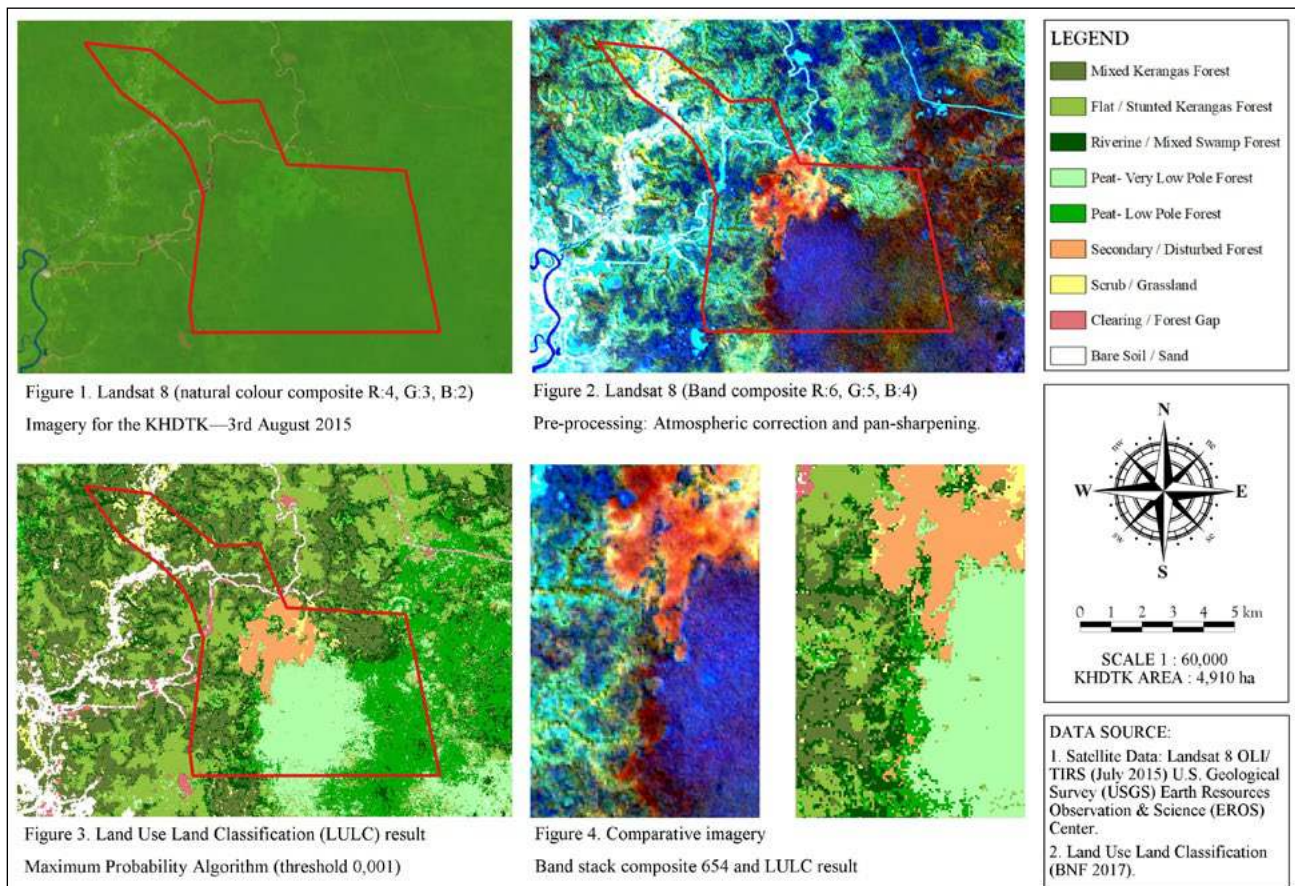 Figure 1. Landsat 8 (natural colour composite R:4, G:3, B:2)
Imagery for the KHDTK—3rd August 2015
Figure 2. Landsat 8 (Band composite R:6, G:5, B:4)
Pre-processing: Atmospheric correction and pan-sharpening.
Figure 3. Land Use Land Classification (LULC) result
Maximum Probability Algorithm (threshold 0,001)
Figure 4. Comparative imagery
Band stack composite 654 and LULC result
LEGEND
Mixed Kerangas Forest
Flat / Stunted Kerangas Forest
Riverine / Mixed Swamp Forest
Peat- Very Low Pole Forest
Peat- Low Pole Forest
Secondary / Disturbed Forest
Scrub / Grassland
Clearing / Forest Gap
Bare Soil / Sand
N
nw ne
W E
sw se
S
0 1 2 3 4 5 km
SCALE 1 : 60,000
KHDTK AREA : 4,910 ha
DATA SOURCE:
1. Satellite Data: Landsat 8 OLI/
TIRS (July 2015) U.S. Geological
Survey (USGS) Earth Resources
Observation & Science (EROS)
Center.
2. Land Use Land Classification
(BNF 2017).